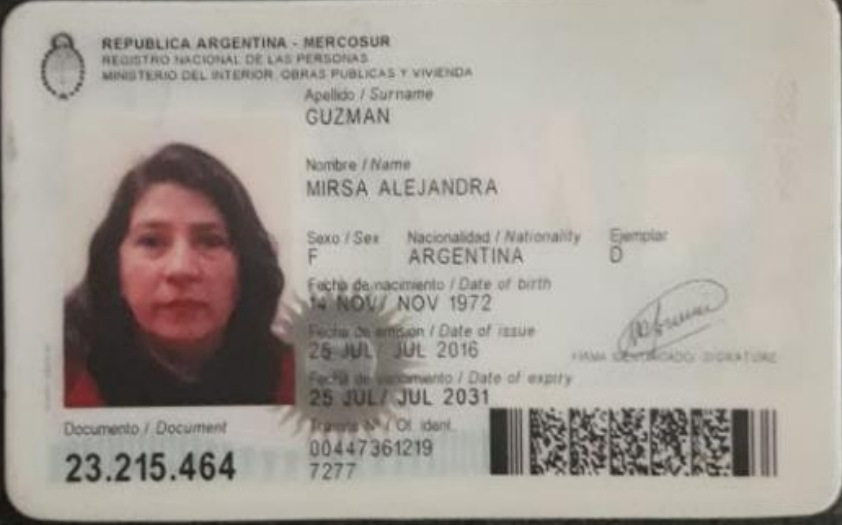 REPUBLICA ARGENTINA - MERCOSUR
REGISTRO NACIONAL DE LAS PERSONAS
MINISTERIO DEL INTERIOR, OBRAS PUBLICAS Y VIVIENDA
Apellido / Surname
GUZMAN
Nombre / Name
MIRSA ALEJANDRA
Sexo / Sex Nacionalidad / Nationality Ejemplar
F ARGENTINA D
Fecha de nacimiento / Date of birth
14 NOV/ NOV 1972
Fecha de emisión / Date of issue
25 JUL/ JUL 2016
FIRMA IDENTIFICADO/ SIGNATURE
Fecha de vencimiento / Date of expiry
25 JUL/ JUL 2031
Documento / Document
23.215.464
Trámite Nº / Of. ident.
00447361219
7277